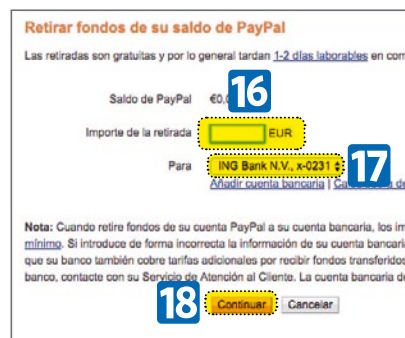 Retirar fondos de su saldo de PayPal
Las retiradas son gratuitas y por lo general tardan 1-2 días laborables en com
Saldo de PayPal €0,
16
Importe de la retirada EUR
Para ING Bank N.V., x-0231
17
Añadir cuenta bancaria |
Nota: Cuando retire fondos de su cuenta PayPal a su cuenta bancaria, los im
mínimo. Si introduce de forma incorrecta la información de su cuenta bancari
que su banco también cobre tarifas adicionales por recibir fondos transferidos
banco, contacte con su Servicio de Atención al Cliente. La cuenta bancaria de
18 Continuar Cancelar